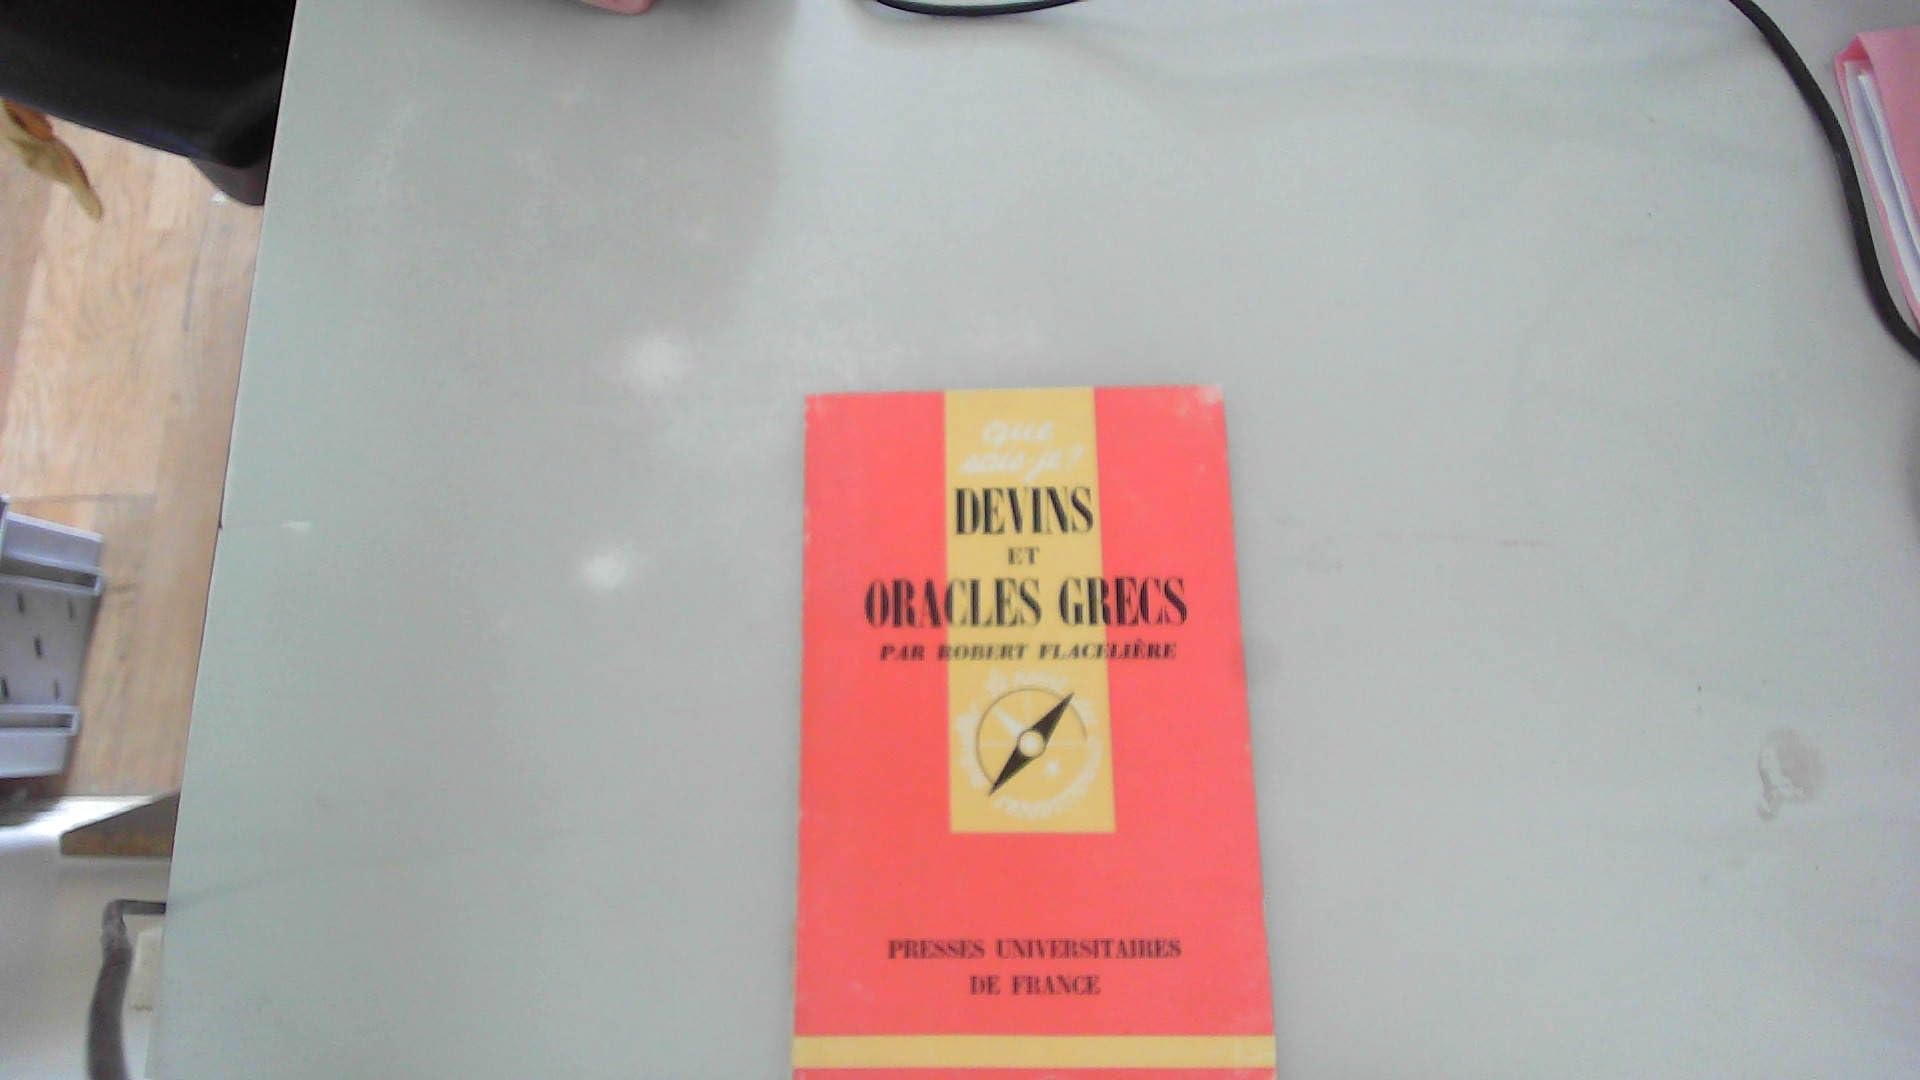 que
sais-je?
DEVINS
ET
ORACLES GRECS
PAR ROBERT FLACELIÈRE
PRESSES UNIVERSITAIRES
DE FRANCE